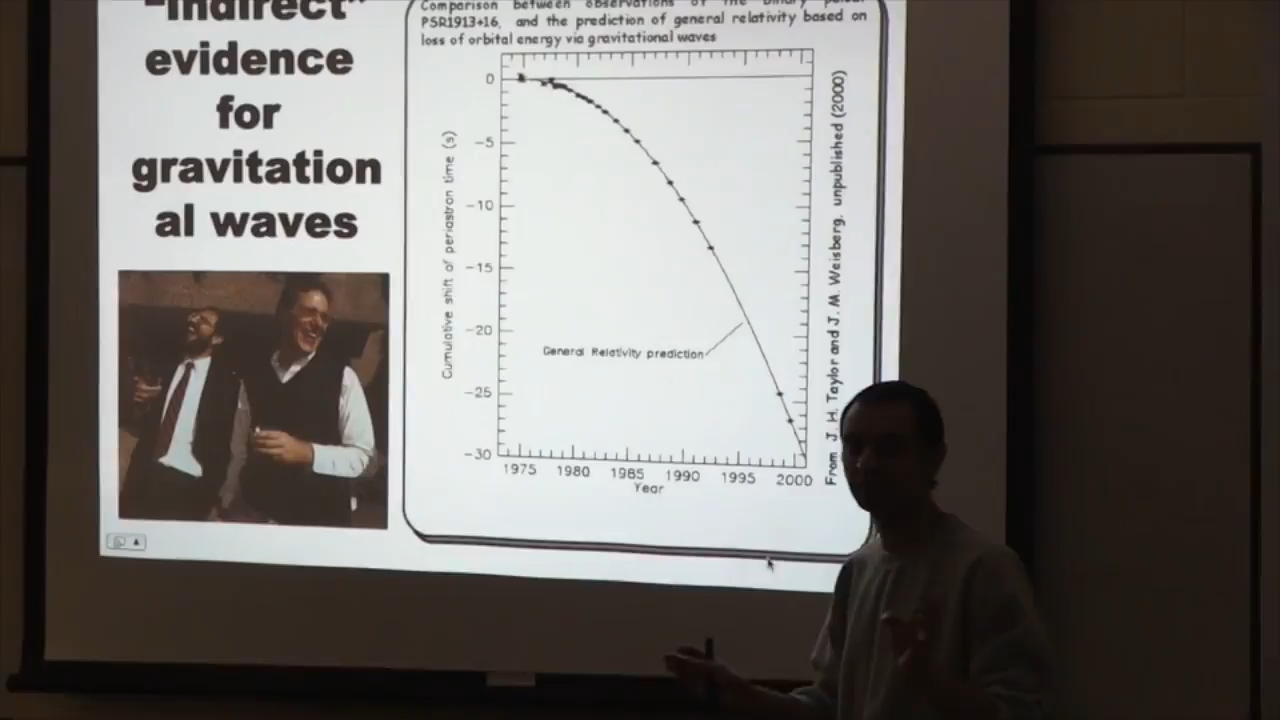 "Indirect"
evidence
for
gravitation
al waves
Comparison between observations of the binary pulsar
PSR1913+16, and the prediction of general relativity based on
loss of orbital energy via gravitational waves
Cumulative shift of periastron time (s)
0
-5
-10
-15
-20
-25
-30
General Relativity prediction
1975 1980 1985 1990 1995 2000
Year
From J. H. Taylor and J. M. Weisberg, unpublished (2000)